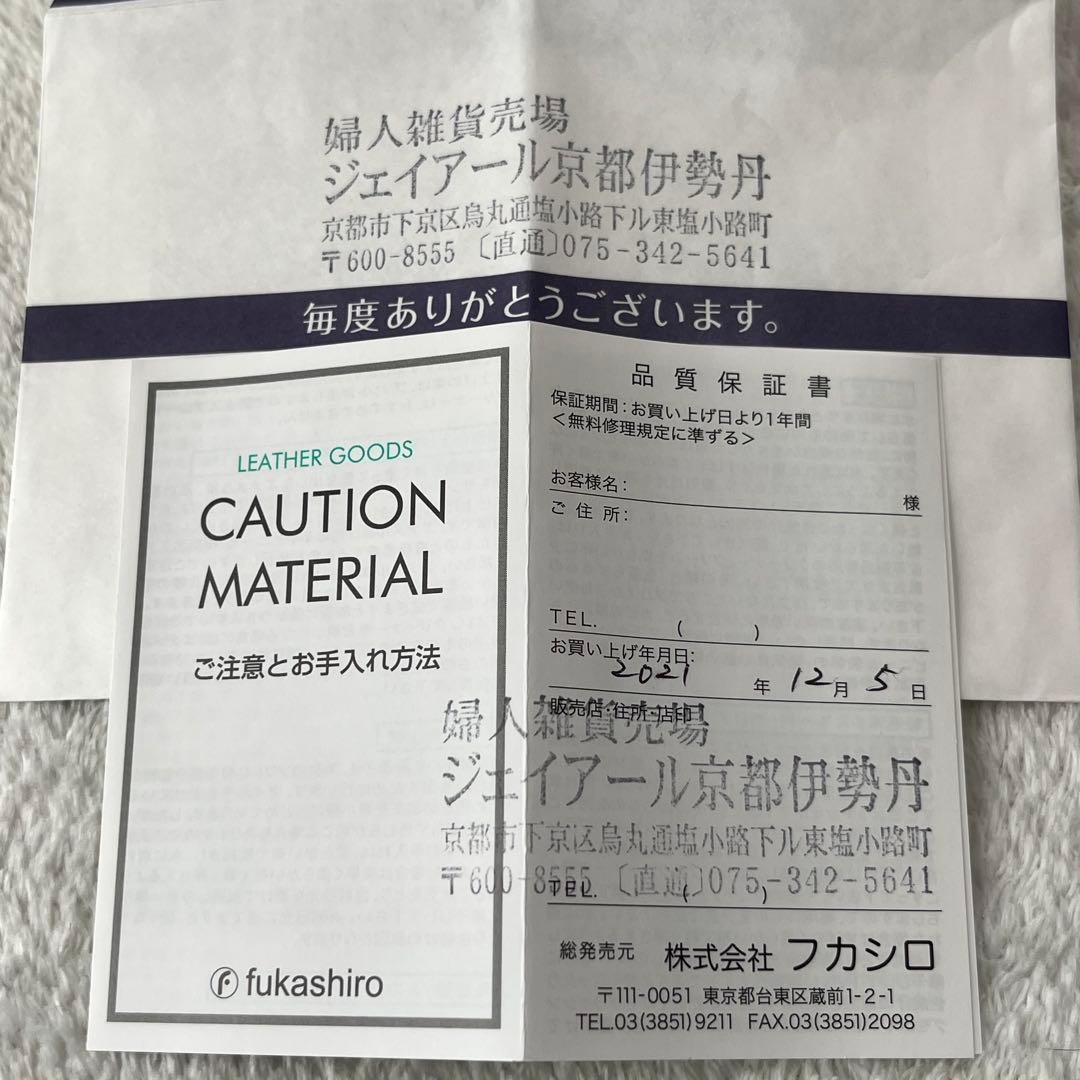 婦人雑貨売場
ジェイアール京都伊勢丹
京都市下京区烏丸通塩小路下ル東塩小路町
〒600-8555 〔直通〕075-342-5641
毎度ありがとうございます。
LEATHER GOODS
CAUTION
MATERIAL
ご注意とお手入れ方法
fukashiro
品質保証書
保証期間:お買い上げ日より1年間
＜無料修理規定に準ずる＞
お客様名: 様
ご住所:
TEL. ( )
お買い上げ年月日:
2021 年 12月 5日
販売店・住所・店印
婦人雑貨売場
ジェイアール京都伊勢丹
京都市下京区烏丸通塩小路下ル東塩小路町
〒600-8555 〔直通〕075-342-5641
TEL. ( )
総発売元 株式会社 フカシロ
〒111-0051 東京都台東区蔵前1-2-1
TEL.03(3851)9211 FAX.03(3851)2098